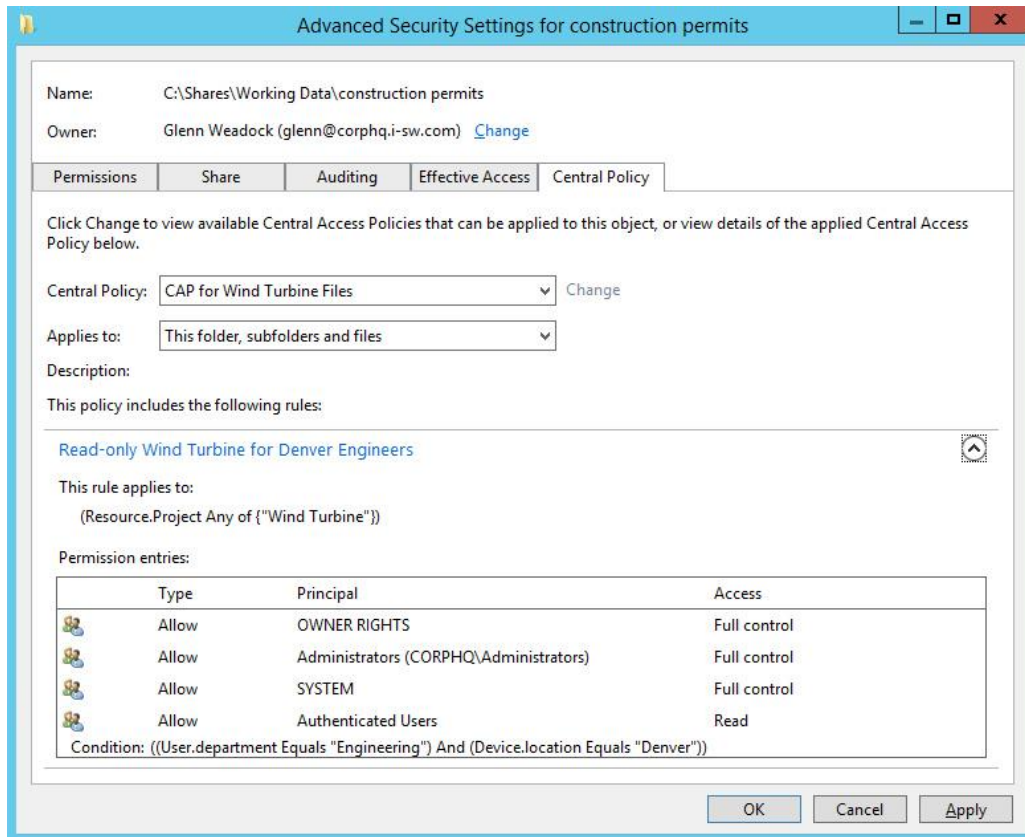 Advanced Security Settings for construction permits
Name: C:\Shares\Working Data\construction permits
Owner: Glenn Weadock (glenn@corphq.i-sw.com) Change
Permissions Share Auditing Effective Access Central Policy
Click Change to view available Central Access Policies that can be applied to this object, or view details of the applied Central Access
Policy below.
Central Policy: CAP for Wind Turbine Files Change
Applies to: This folder, subfolders and files
Description:
This policy includes the following rules:
Read-only Wind Turbine for Denver Engineers
This rule applies to:
(Resource.Project Any of {"Wind Turbine"})
Permission entries:
Type Principal Access
Allow OWNER RIGHTS Full control
Allow Administrators (CORPHQ\Administrators) Full control
Allow SYSTEM Full control
Allow Authenticated Users Read
Condition: ((User.department Equals "Engineering") And (Device.location Equals "Denver"))
OK Cancel Apply